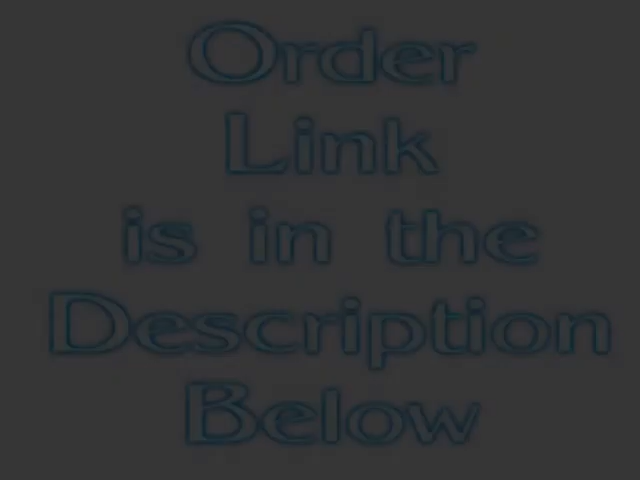 Order
Link
is in the
Description
Below